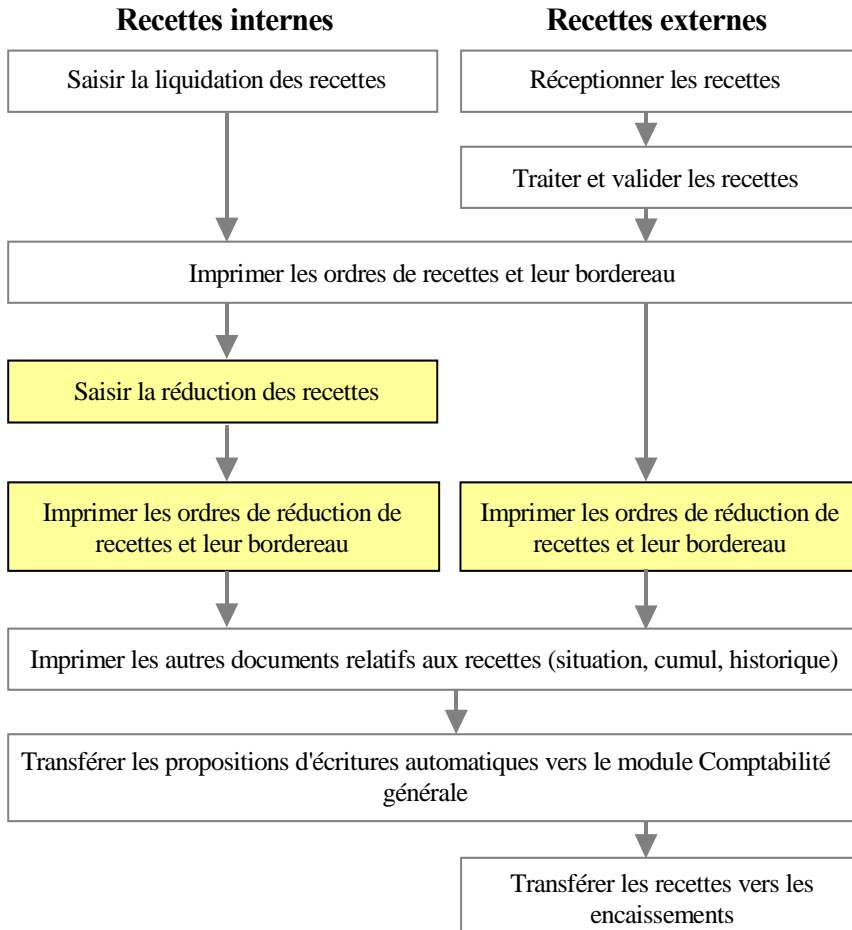 Recettes internes
Recettes externes
Saisir la liquidation des recettes
Réceptionner les recettes
Traiter et valider les recettes
Imprimer les ordres de recettes et leur bordereau
Saisir la réduction des recettes
Imprimer les ordres de réduction de
recettes et leur bordereau
Imprimer les ordres de réduction de
recettes et leur bordereau
Imprimer les autres documents relatifs aux recettes (situation, cumul, historique)
Transférer les propositions d'écritures automatiques vers le module Comptabilité
générale
Transférer les recettes vers les
encaissements